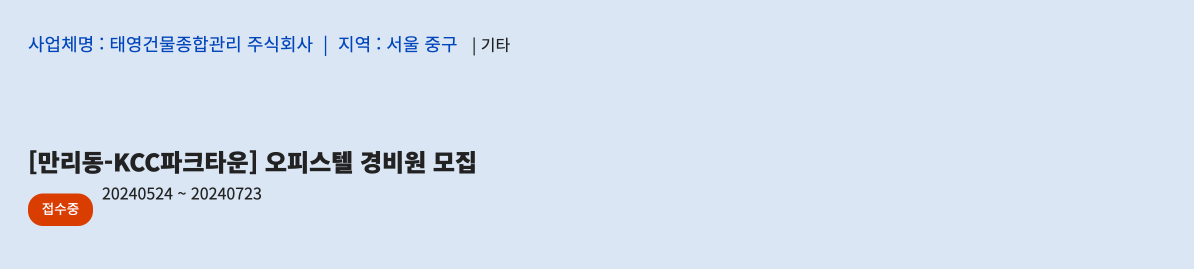 사업체명 : 태영건물종합관리 주식회사 | 지역 : 서울 중구 | 기타
[만리동-KCC파크타운] 오피스텔 경비원 모집
접수중 20240524 ~ 20240723